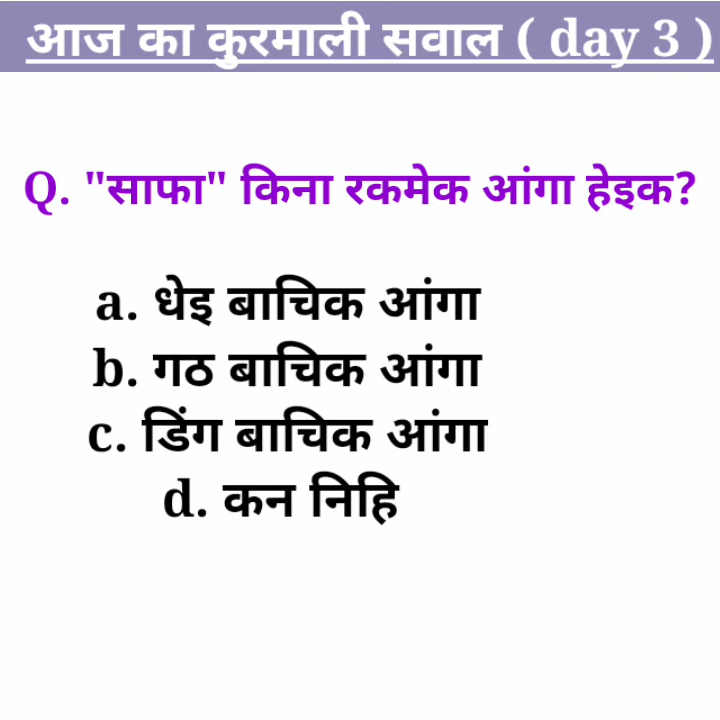 आज का कुरमाली सवाल ( day 3 )
Q. "साफा" किना रकमेक आंगा हेइक?
a. धेइ बाचिक आंगा
b. गठ बाचिक आंगा
c. डिंग बाचिक आंगा
d. कन निहि